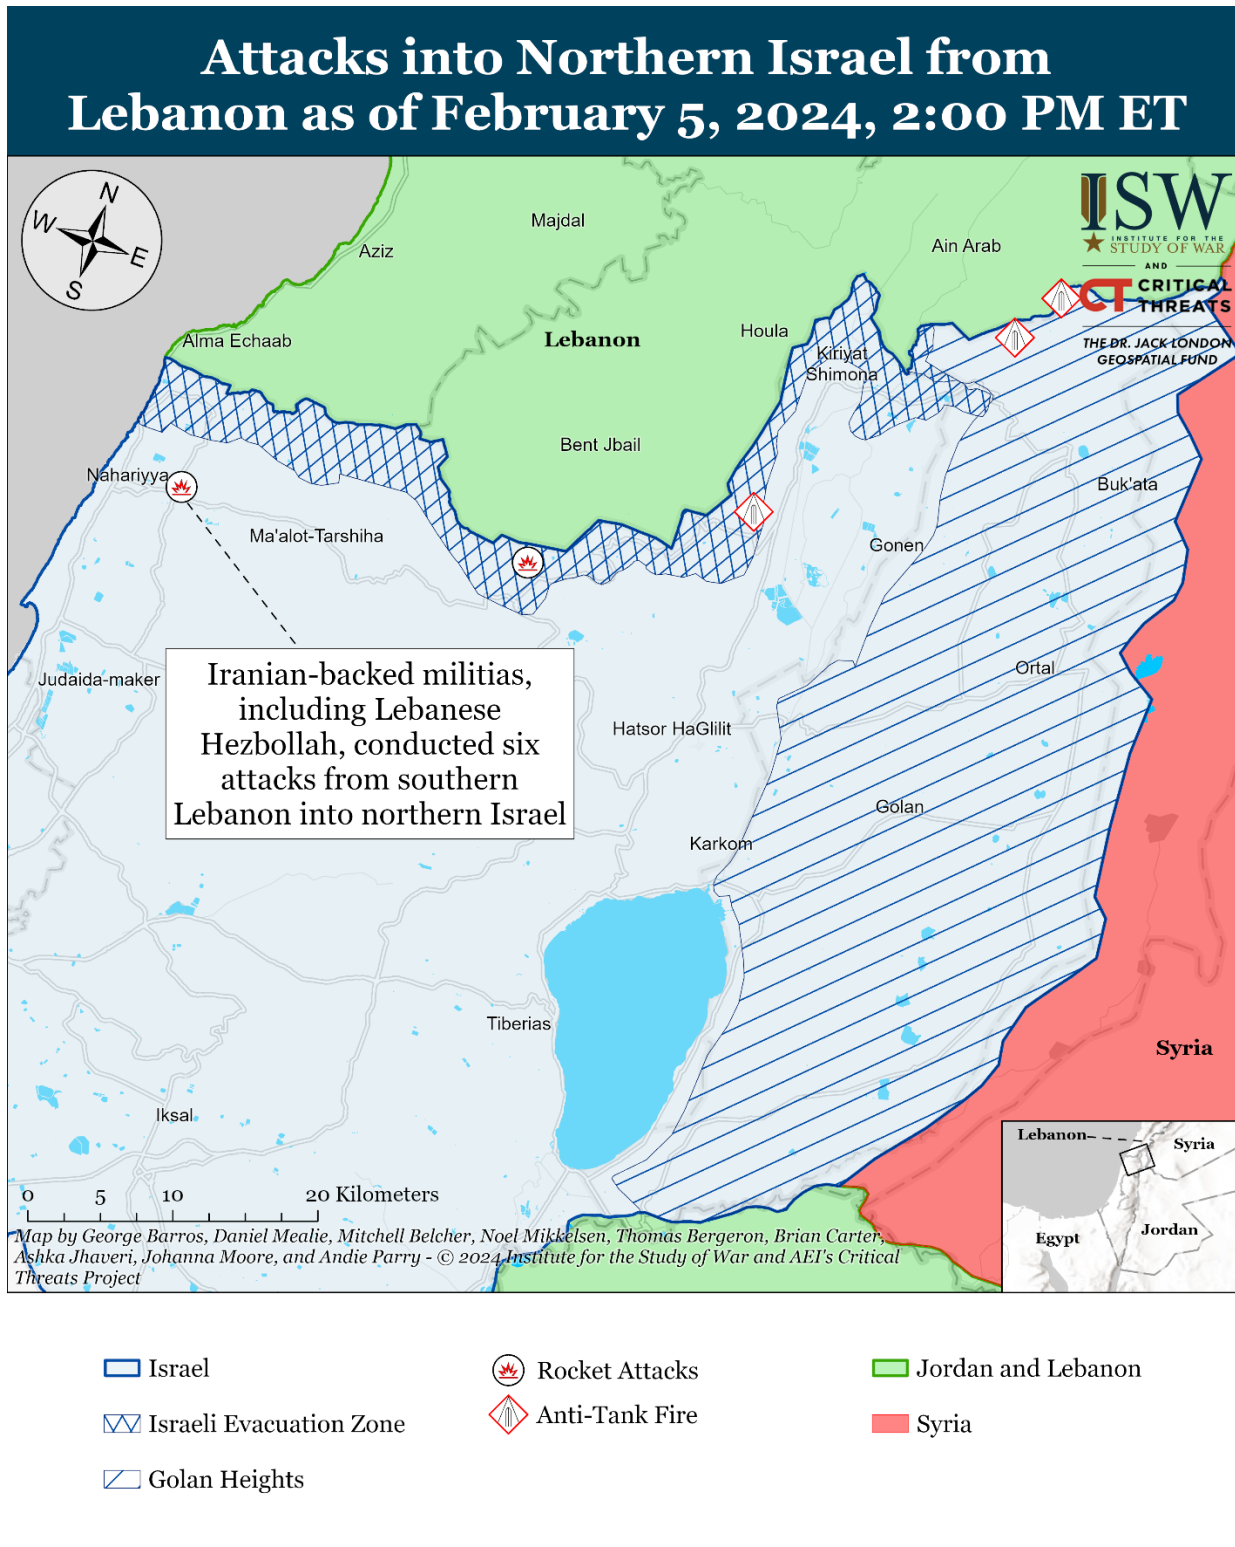 Attacks into Northern Israel from
Lebanon as of February 5, 2024, 2:00 PM ET
N
W
E
S
Majdal
Aziz
Ain Arab
ISW
INSTITUTE FOR THE
STUDY OF WAR
AND
CT CRITICAL
THREATS
THE DR. JACK LONDON
GEOSPATIAL FUND
Alma Echaab
Lebanon
Houla
Kiriyat
Shimona
Bent Jbail
Nahariyya
Buk'ata
Ma'alot-Tarshiha
Gonen
Judaida-maker
Iranian-backed militias,
including Lebanese
Hezbollah, conducted six
attacks from southern
Lebanon into northern Israel
Ortal
Hatsor HaGlilit
Golan
Karkom
Tiberias
Syria
Iksal
Lebanon
Syria
Jordan
Egypt
0 5 10 20 Kilometers
Map by George Barros, Daniel Mealie, Mitchell Belcher, Noel Mikkelsen, Thomas Bergeron, Brian Carter,
Ashka Jhaveri, Johanna Moore, and Andie Parry - © 2024 Institute for the Study of War and AEI's Critical
Threats Project
Israel
Israeli Evacuation Zone
Golan Heights
Rocket Attacks
Anti-Tank Fire
Jordan and Lebanon
Syria